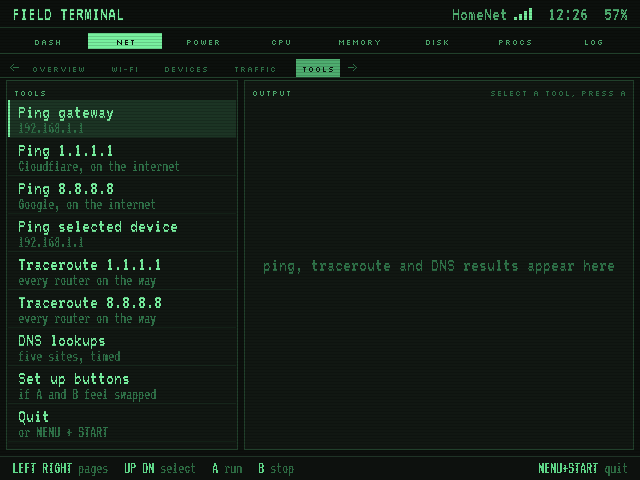 FIELD TERMINAL HomeNet 12:26 57%
DASH NET POWER CPU MEMORY DISK PROCS LOG
← OVERVIEW WI-FI DEVICES TRAFFIC TOOLS →
TOOLS
Ping gateway
192.168.1.1
Ping 1.1.1.1
Cloudflare, on the internet
Ping 8.8.8.8
Google, on the internet
Ping selected device
192.168.1.1
Traceroute 1.1.1.1
every router on the way
Traceroute 8.8.8.8
every router on the way
DNS lookups
five sites, timed
Set up buttons
if A and B feel swapped
Quit
or MENU + START
OUTPUT SELECT A TOOL, PRESS A
ping, traceroute and DNS results appear here
LEFT RIGHT pages UP DN select A run B stop MENU+START quit